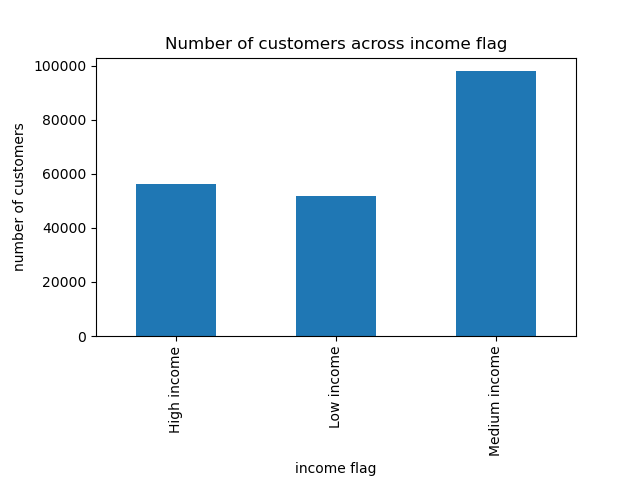 Number of customers across income flag
100000
80000
60000
40000
20000
0
number of customers
High income
Low income
Medium income
income flag